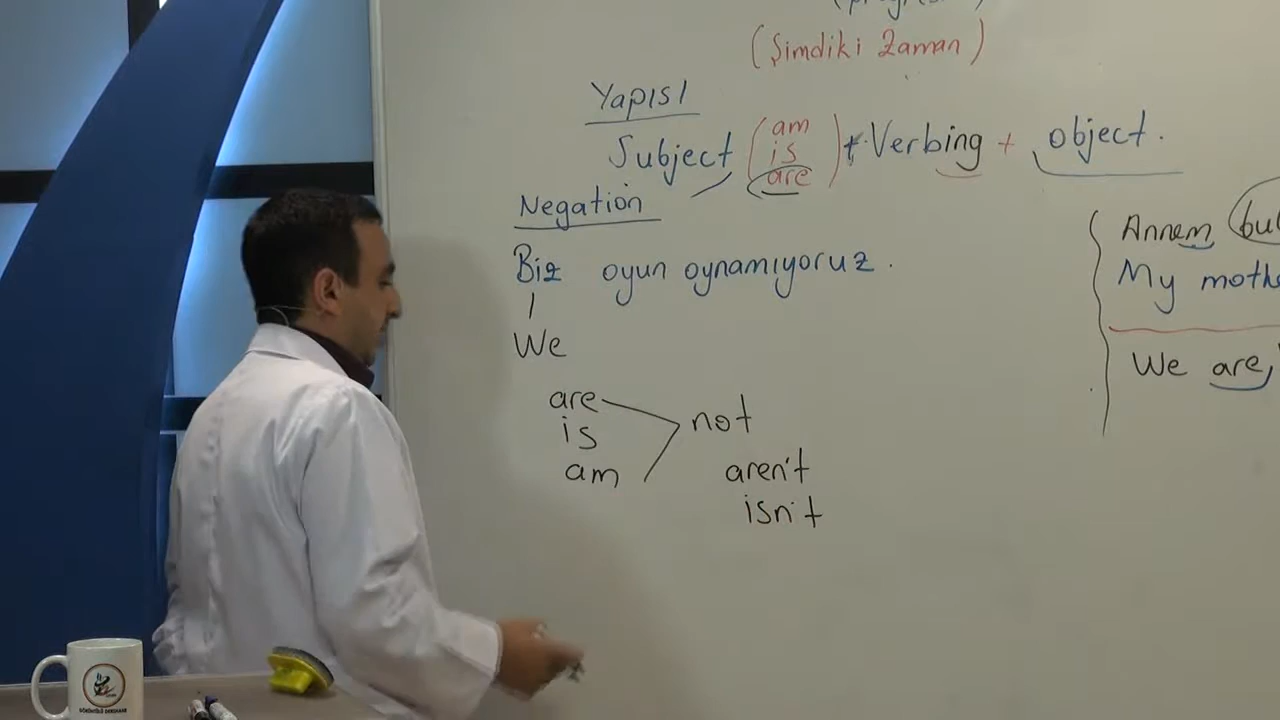 (Şimdiki Zaman)
Yapısı
Subject (am is are) + Verbing + object.
Negation
Biz oyun oynamıyoruz.
We
are
is
am
not
aren't
isn't
Annem
My
We are,